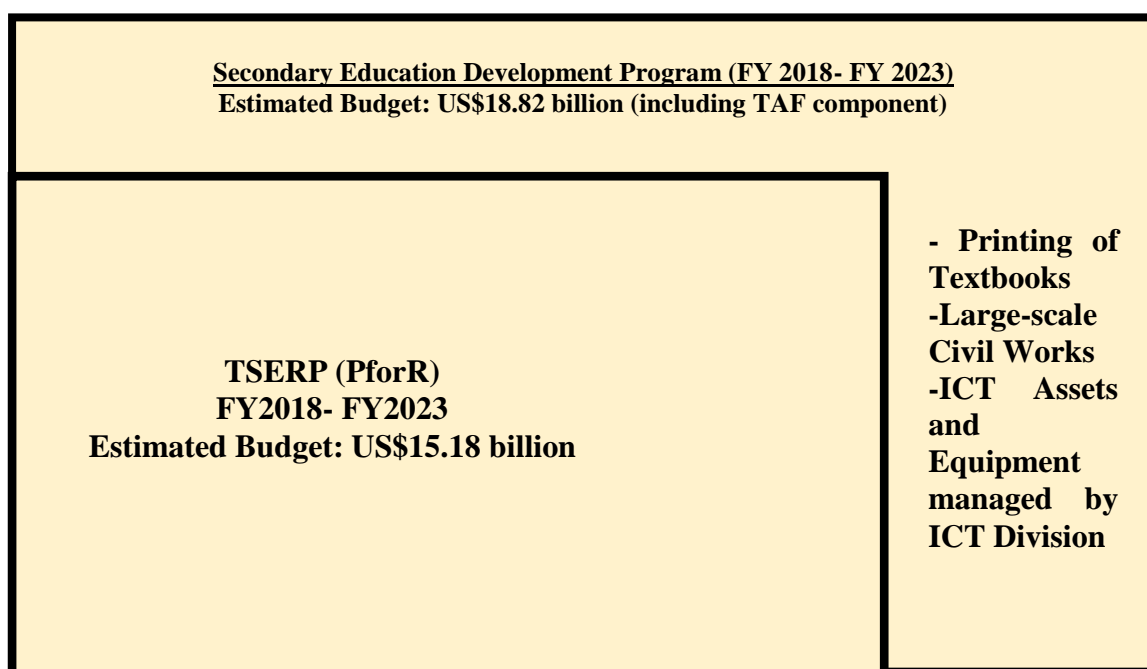 Secondary Education Development Program (FY 2018- FY 2023)
Estimated Budget: US$18.82 billion (including TAF component)
TSERP (PforR)
FY2018- FY2023
Estimated Budget: US$15.18 billion
- Printing of
Textbooks
-Large-scale
Civil Works
-ICT Assets
and
Equipment
managed by
ICT Division